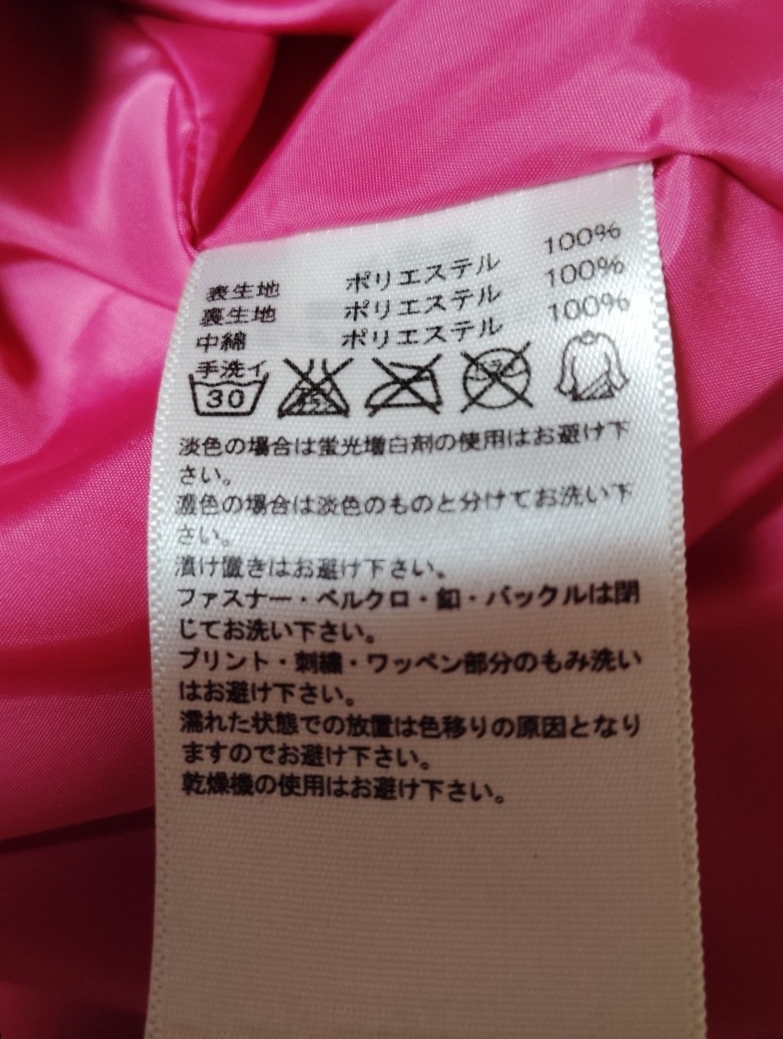 表生地 ポリエステル 100%
裏生地 ポリエステル 100%
中綿 ポリエステル 100%
手洗イ
30
淡色の場合は蛍光増白剤の使用はお避け下
さい。
濃色の場合は淡色のものと分けてお洗い下
さい。
漬け置きはお避け下さい。
ファスナー・ベルクロ・釦・バックルは閉
じてお洗い下さい。
プリント・刺繍・ワッペン部分のもみ洗い
はお避け下さい。
濡れた状態での放置は色移りの原因となり
ますのでお避け下さい。
乾燥機の使用はお避け下さい。